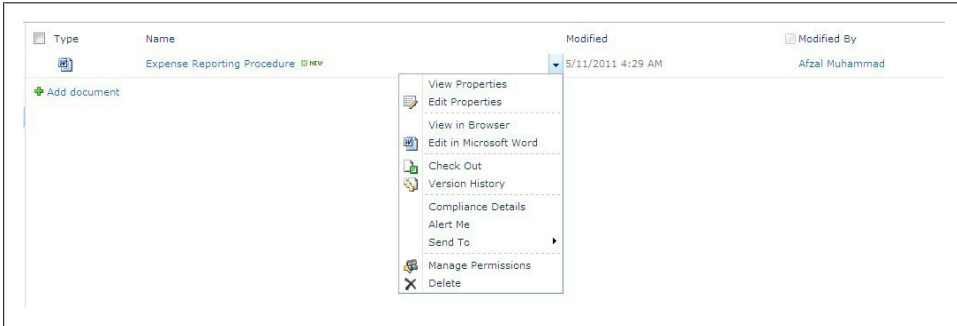 Type Name Modified Modified By
Expense Reporting Procedure NEW 5/11/2011 4:29 AM Afzal Muhammad
Add document
View Properties
Edit Properties
View in Browser
Edit in Microsoft Word
Check Out
Version History
Compliance Details
Alert Me
Send To
Manage Permissions
Delete